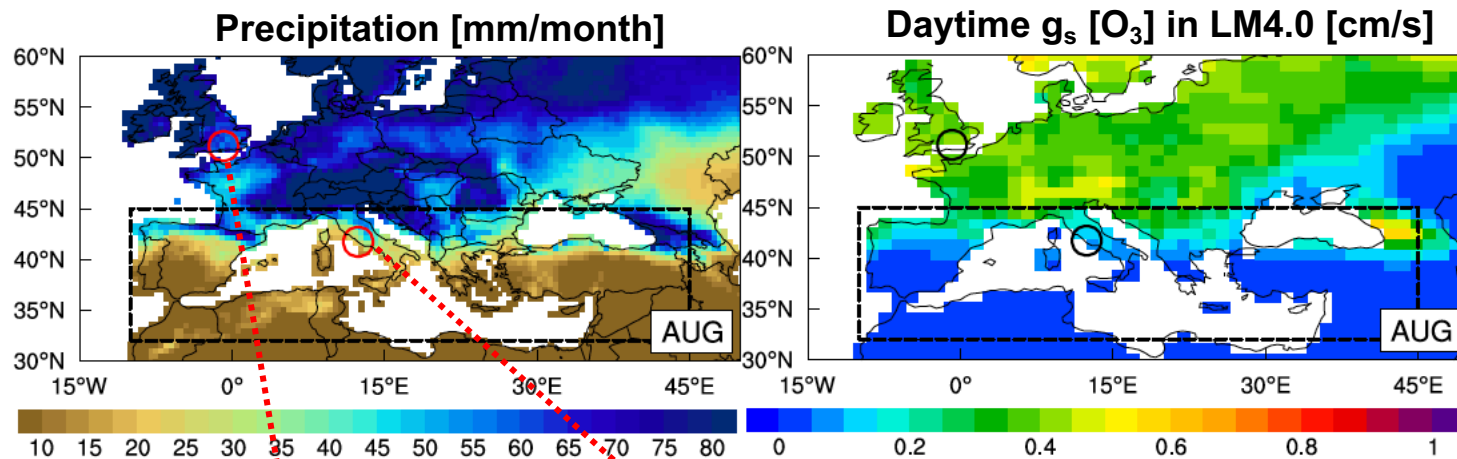 Precipitation [mm/month]
Daytime gs [O3] in LM4.0 [cm/s]
60°N
55°N
50°N
45°N
40°N
35°N
30°N
AUG
15°W 0° 15°E 30°E 45°E
10 15 20 25 30 35 40 45 50 55 60 65 70 75 80
60°N
55°N
50°N
45°N
40°N
35°N
30°N
AUG
15°W 0° 15°E 30°E 45°E
0 0.2 0.4 0.6 0.8 1